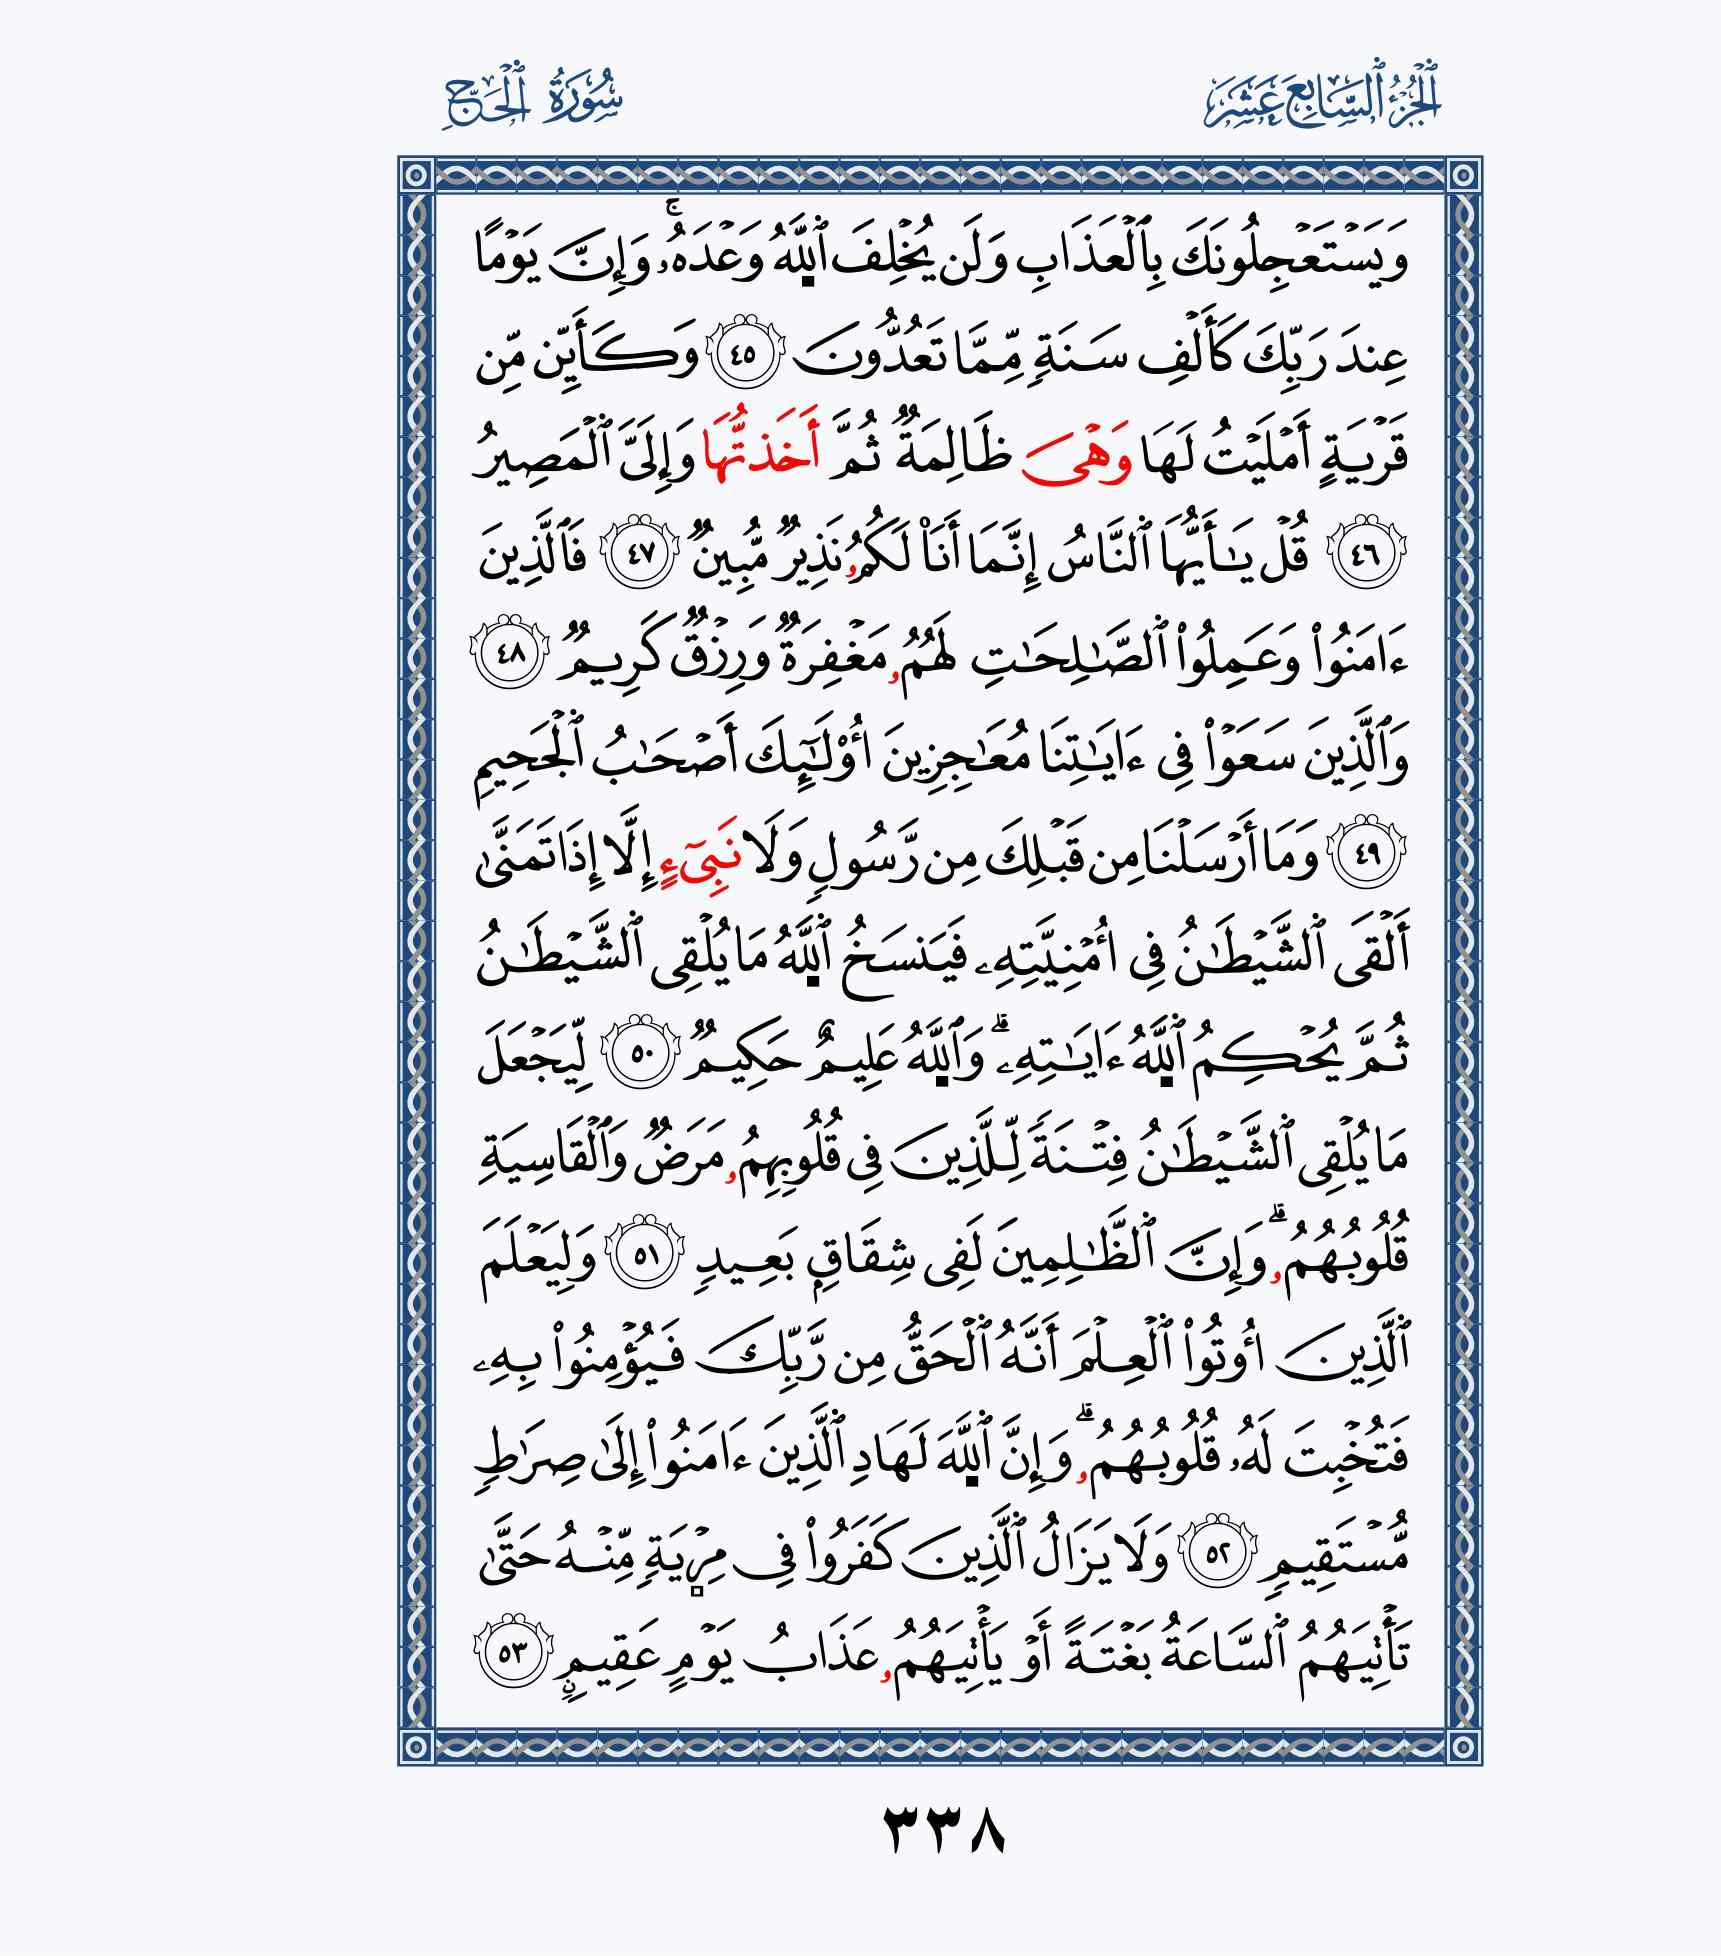 ٱلْجُزْءُ ٱلسَّابِعَ عَشَرَ
سُورَةُ ٱلْحَجِّ
وَيَسْتَعْجِلُونَكَ بِٱلْعَذَابِ وَلَن يُخْلِفَ ٱللَّهُ وَعْدَهُۥۚ وَإِنَّ يَوْمًا
عِندَ رَبِّكَ كَأَلْفِ سَنَةٍ مِّمَّا تَعُدُّونَ ٤٥ وَكَأَيِّن مِّن
قَرْيَةٍ أَمْلَيْتُ لَهَا وَهْىَ ظَالِمَةٌ ثُمَّ أَخَذتُّهَا وَإِلَىَّ ٱلْمَصِيرُ
٤٦ قُلْ يَـٰٓأَيُّهَا ٱلنَّاسُ إِنَّمَا أَنَا۠ لَكُمُۥ نَذِيرٌ مُّبِينٌ ٤٧ فَٱلَّذِينَ
ءَامَنُوا۟ وَعَمِلُوا۟ ٱلصَّـٰلِحَـٰتِ لَهُمُۥ مَغْفِرَةٌ وَرِزْقٌ كَرِيمٌ ٤٨
وَٱلَّذِينَ سَعَوْا۟ فِى ءَايَـٰتِنَا مُعَـٰجِزِينَ أُو۟لَـٰٓئِكَ أَصْحَـٰبُ ٱلْجَحِيمِ
٤٩ وَمَا أَرْسَلْنَا مِن قَبْلِكَ مِن رَّسُولٍ وَلَا نَبِىٓءٍ إِلَّا إِذَا تَمَنَّىٰ
أَلْقَى ٱلشَّيْطَـٰنُ فِى أُمْنِيَّتِهِۦ فَيَنسَخُ ٱللَّهُ مَا يُلْقِى ٱلشَّيْطَـٰنُ
ثُمَّ يُحْكِمُ ٱللَّهُ ءَايَـٰتِهِۦۗ وَٱللَّهُ عَلِيمٌ حَكِيمٌ ٥٠ لِّيَجْعَلَ
مَا يُلْقِى ٱلشَّيْطَـٰنُ فِتْنَةً لِّلَّذِينَ فِى قُلُوبِهِمُۥ مَرَضٌ وَٱلْقَاسِيَةِ
قُلُوبُهُمُۥۗ وَإِنَّ ٱلظَّـٰلِمِينَ لَفِى شِقَاقٍ بَعِيدٍ ٥١ وَلِيَعْلَمَ
ٱلَّذِينَ أُوتُوا۟ ٱلْعِلْمَ أَنَّهُ ٱلْحَقُّ مِن رَّبِّكَ فَيُؤْمِنُوا۟ بِهِۦ
فَتُخْبِتَ لَهُۥ قُلُوبُهُمُۥۗ وَإِنَّ ٱللَّهَ لَهَادِ ٱلَّذِينَ ءَامَنُوا۟ إِلَىٰ صِرَٰطٍ
مُّسْتَقِيمٍ ٥٢ وَلَا يَزَالُ ٱلَّذِينَ كَفَرُوا۟ فِى مِرْيَةٍ مِّنْهُ حَتَّىٰ
تَأْتِيَهُمُ ٱلسَّاعَةُ بَغْتَةً أَوْ يَأْتِيَهُمُۥ عَذَابُ يَوْمٍ عَقِيمٍ ٥٣
٣٣٨